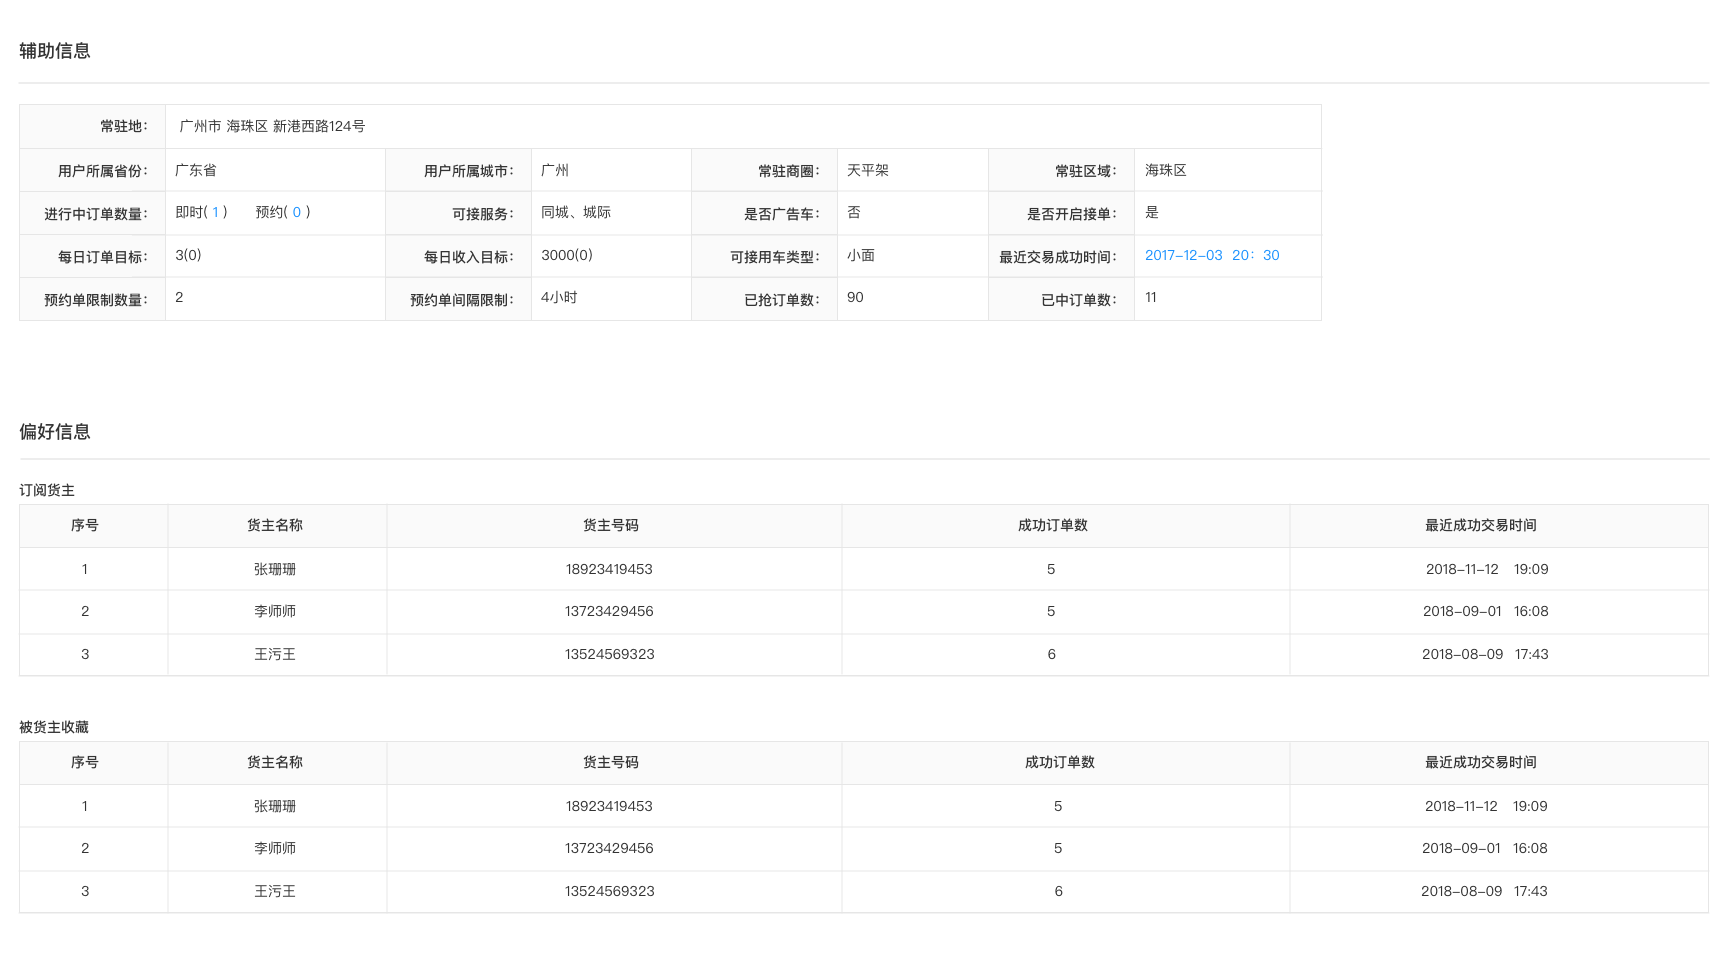 辅助信息
常驻地： 广州市 海珠区 新港西路124号
用户所属省份： 广东省 用户所属城市： 广州 常驻商圈： 天平架 常驻区域： 海珠区
进行中订单数量： 即时( 1 ) 预约( 0 ) 可接服务： 同城、城际 是否广告车： 否 是否开启接单： 是
每日订单目标： 3(0) 每日收入目标： 3000(0) 可接用车类型： 小面 最近交易成功时间： 2017-12-03 20：30
预约单限制数量： 2 预约单间隔限制： 4小时 已抢订单数： 90 已中订单数： 11
偏好信息
订阅货主
序号 货主名称 货主号码 成功订单数 最近成功交易时间
1 张珊珊 18923419453 5 2018-11-12 19:09
2 李师师 13723429456 5 2018-09-01 16:08
3 王污王 13524569323 6 2018-08-09 17:43
被货主收藏
序号 货主名称 货主号码 成功订单数 最近成功交易时间
1 张珊珊 18923419453 5 2018-11-12 19:09
2 李师师 13723429456 5 2018-09-01 16:08
3 王污王 13524569323 6 2018-08-09 17:43